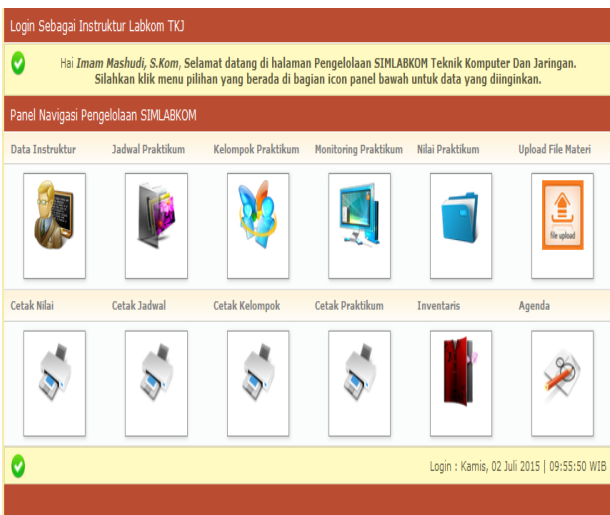 Login Sebagai Instruktur Labkom TKJ
Hai Imam Mashudi, S.Kom, Selamat datang di halaman Pengelolaan SIMLABKOM Teknik Komputer Dan Jaringan.
Silahkan klik menu pilihan yang berada di bagian icon panel bawah untuk data yang diinginkan.
Panel Navigasi Pengelolaan SIMLABKOM
Data Instruktur Jadwal Praktikum Kelompok Praktikum Monitoring Praktikum Nilai Praktikum Upload File Materi
file upload
Cetak Nilai Cetak Jadwal Cetak Kelompok Cetak Praktikum Inventaris Agenda
Login : Kamis, 02 Juli 2015 | 09:55:50 WIB